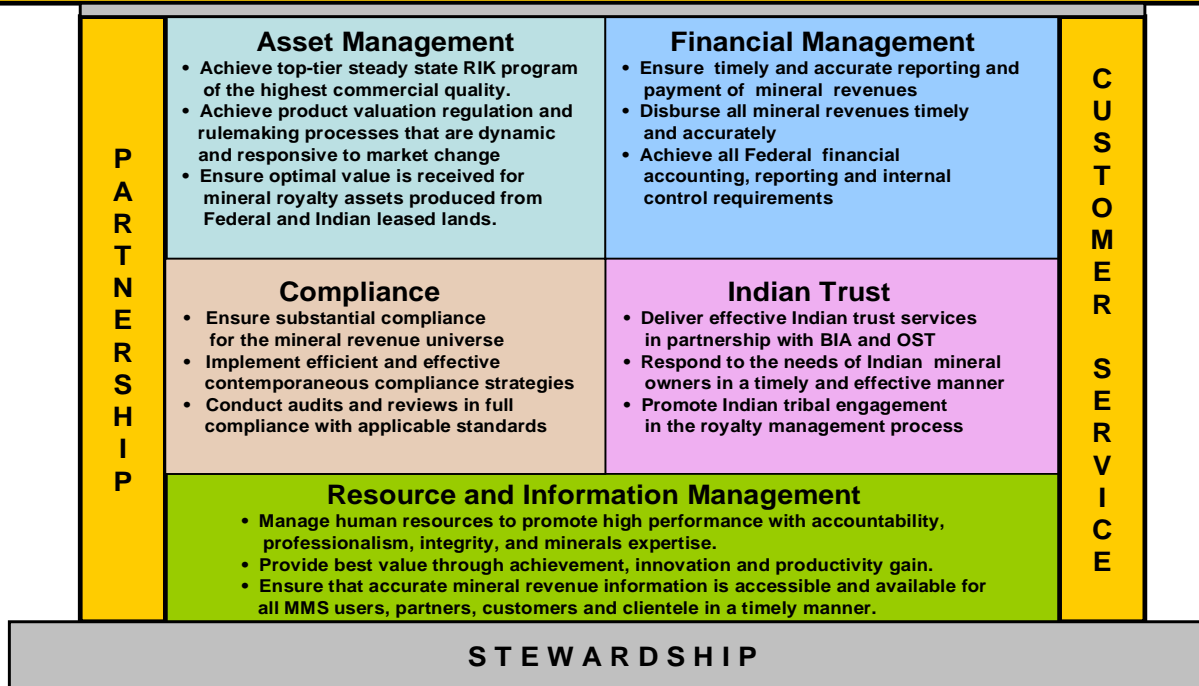 PARTNERSHIP
Asset Management
• Achieve top-tier steady state RIK program
of the highest commercial quality.
• Achieve product valuation regulation and
rulemaking processes that are dynamic
and responsive to market change
• Ensure optimal value is received for
mineral royalty assets produced from
Federal and Indian leased lands.
Financial Management
• Ensure timely and accurate reporting and
payment of mineral revenues
• Disburse all mineral revenues timely
and accurately
• Achieve all Federal financial
accounting, reporting and internal
control requirements
Compliance
• Ensure substantial compliance
for the mineral revenue universe
• Implement efficient and effective
contemporaneous compliance strategies
• Conduct audits and reviews in full
compliance with applicable standards
Indian Trust
• Deliver effective Indian trust services
in partnership with BIA and OST
• Respond to the needs of Indian mineral
owners in a timely and effective manner
• Promote Indian tribal engagement
in the royalty management process
Resource and Information Management
• Manage human resources to promote high performance with accountability,
professionalism, integrity, and minerals expertise.
• Provide best value through achievement, innovation and productivity gain.
• Ensure that accurate mineral revenue information is accessible and available for
all MMS users, partners, customers and clientele in a timely manner.
CUSTOMER SERVICE
STEWARDSHIP